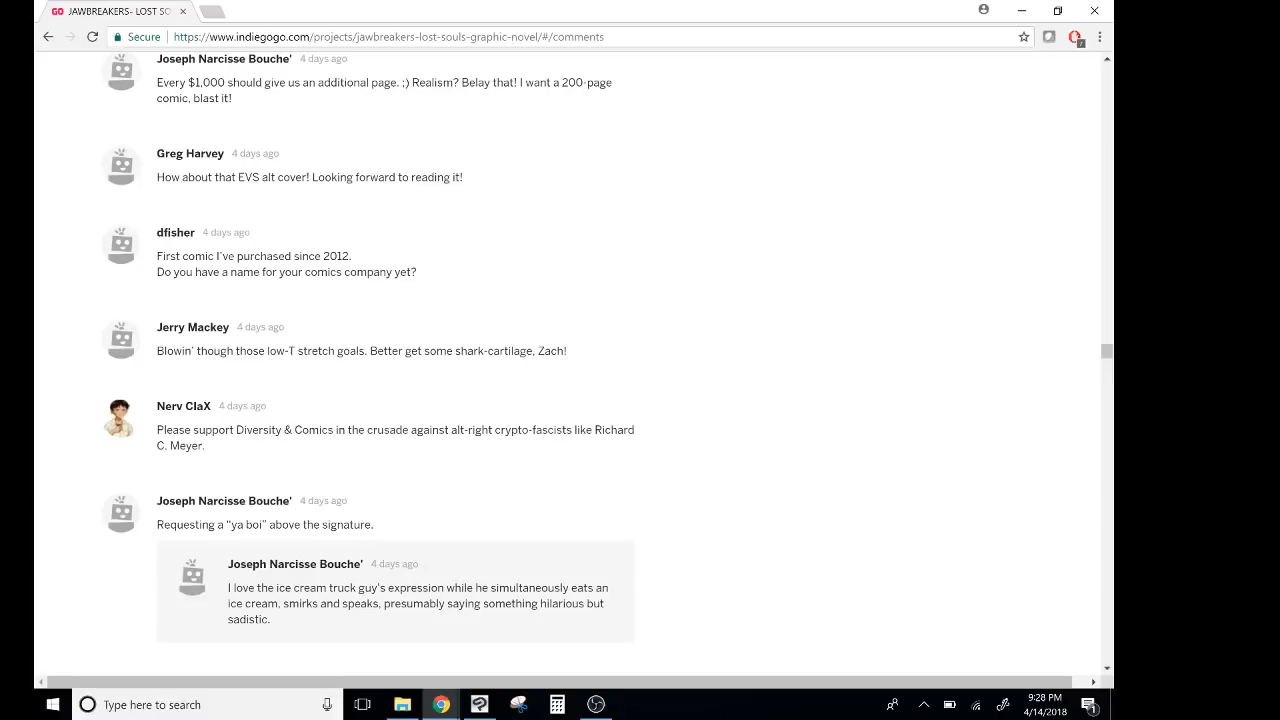 GO JAWBREAKERS- LOST SO
Secure https://www.indiegogo.com/projects/jawbreakers-lost-souls-graphic-novel/#/comments
7
Joseph Narcisse Bouche' 4 days ago
Every $1,000 should give us an additional page. ;) Realism? Belay that! I want a 200-page
comic, blast it!
Greg Harvey 4 days ago
How about that EVS alt cover! Looking forward to reading it!
dfisher 4 days ago
First comic I've purchased since 2012.
Do you have a name for your comics company yet?
Jerry Mackey 4 days ago
Blowin' though those low-T stretch goals. Better get some shark-cartilage, Zach!
Nerv ClaX 4 days ago
Please support Diversity & Comics in the crusade against alt-right crypto-fascists like Richard
C. Meyer.
Joseph Narcisse Bouche' 4 days ago
Requesting a “ya boi” above the signature.
Joseph Narcisse Bouche' 4 days ago
I love the ice cream truck guy's expression while he simultaneously eats an
ice cream, smirks and speaks, presumably saying something hilarious but
sadistic.
Type here to search
9:28 PM
4/14/2018
1